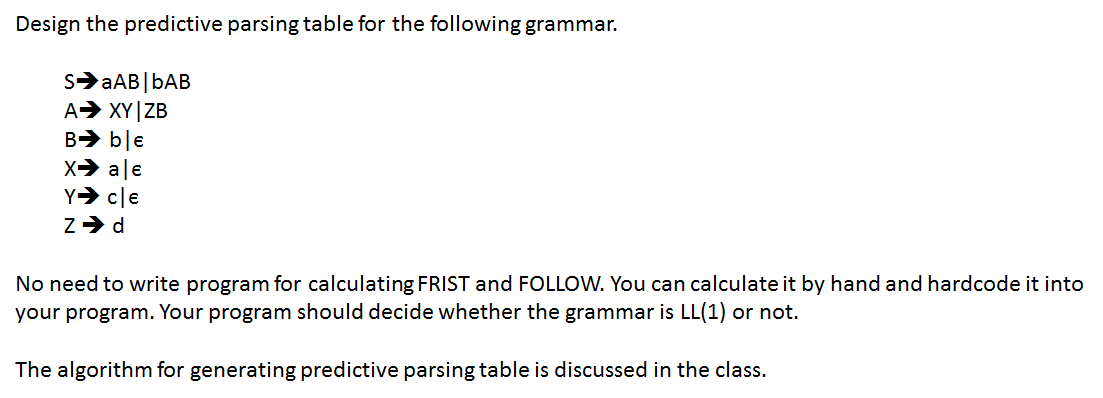 Design the predictive parsing table for the following grammar.
S➔aAB|bAB
A➔ XY|ZB
B➔ b|ϵ
X➔ a|ϵ
Y➔ c|ϵ
Z ➔ d
No need to write program for calculating FRIST and FOLLOW. You can calculate it by hand and hardcode it into
your program. Your program should decide whether the grammar is LL(1) or not.
The algorithm for generating predictive parsing table is discussed in the class.